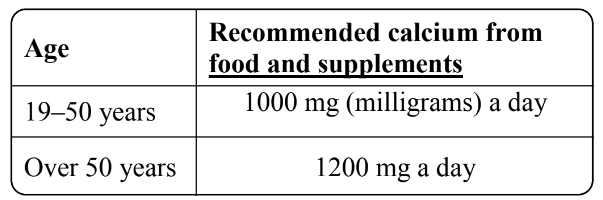 Age
Recommended calcium from
food and supplements
19–50 years
1000 mg (milligrams) a day
Over 50 years
1200 mg a day